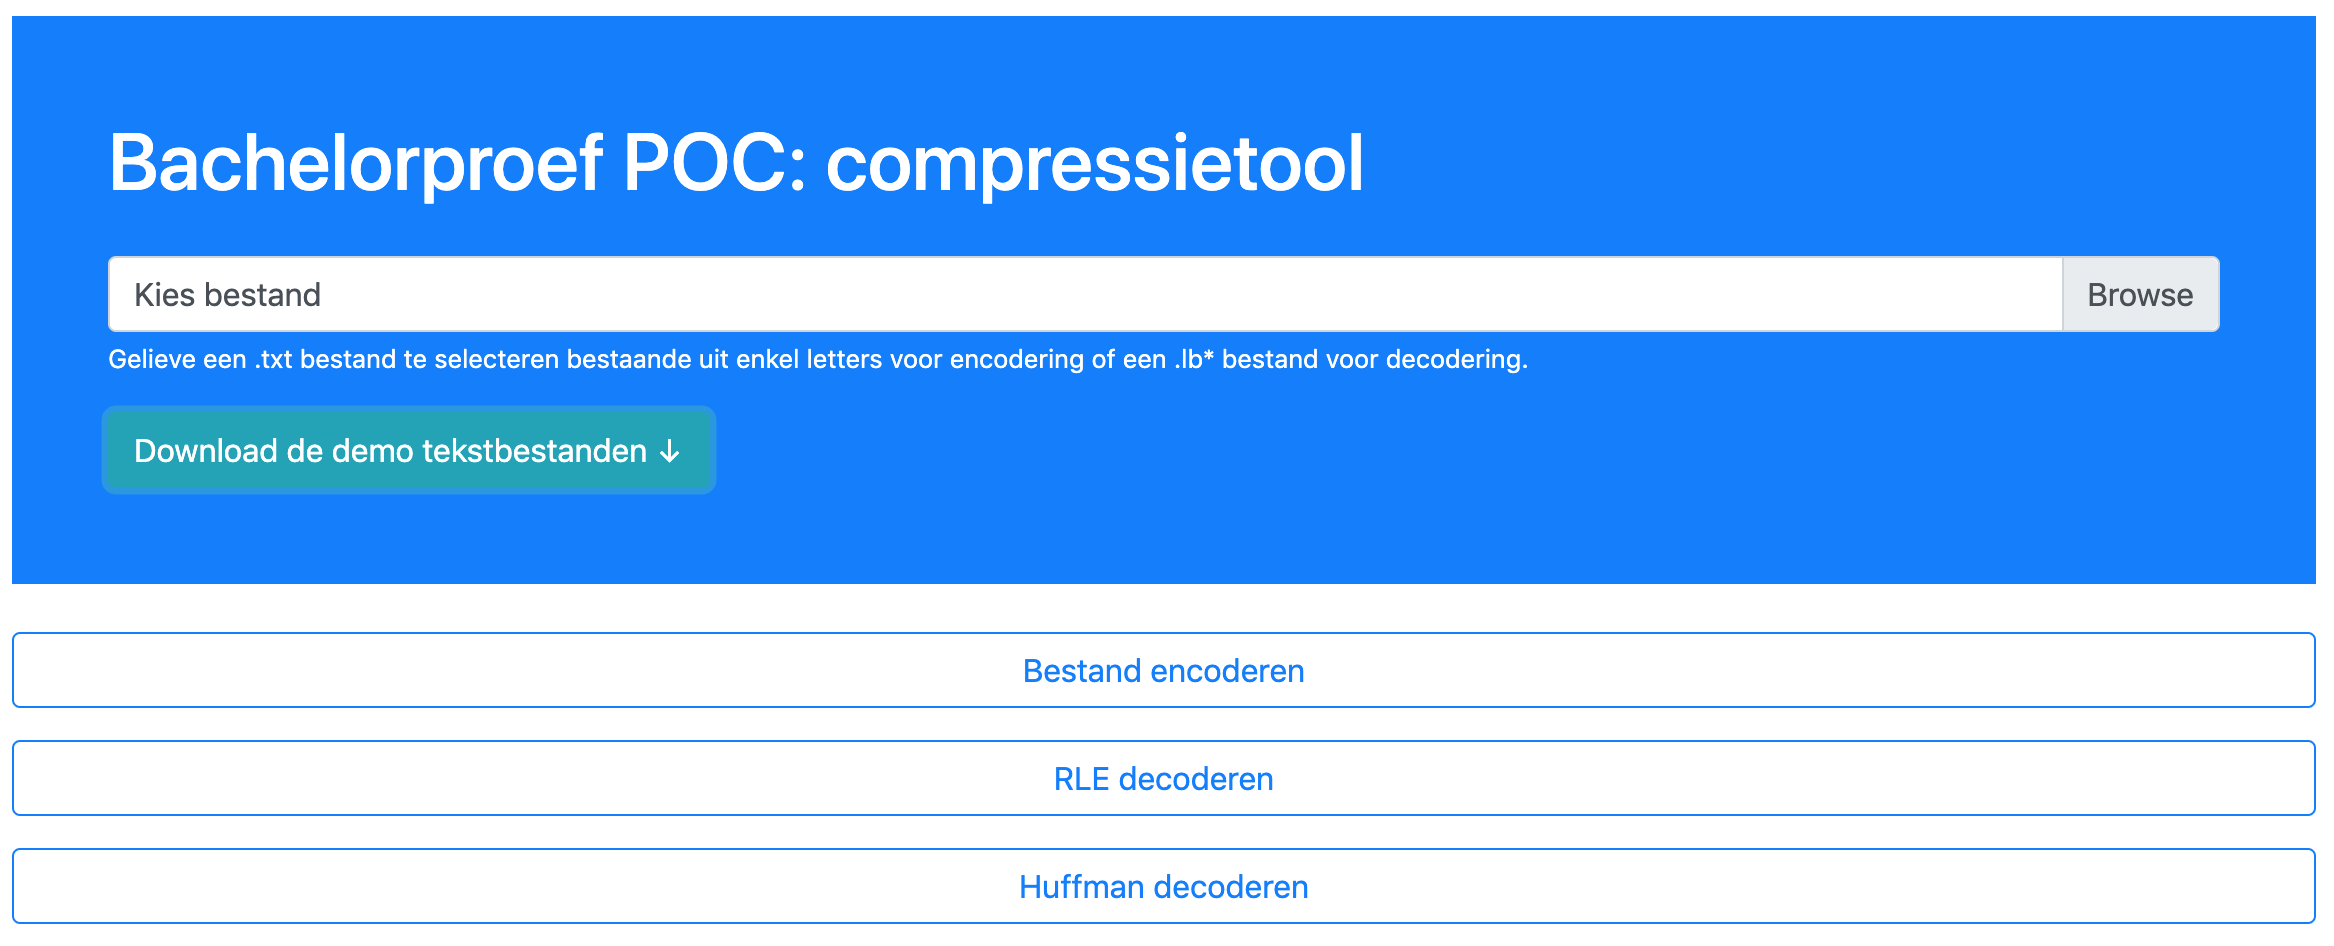 Bachelorproef POC: compressietool
Kies bestand Browse
Gelieve een .txt bestand te selecteren bestaande uit enkel letters voor encodering of een .lb* bestand voor decodering.
Download de demo tekstbestanden ↓
Bestand encoderen
RLE decoderen
Huffman decoderen